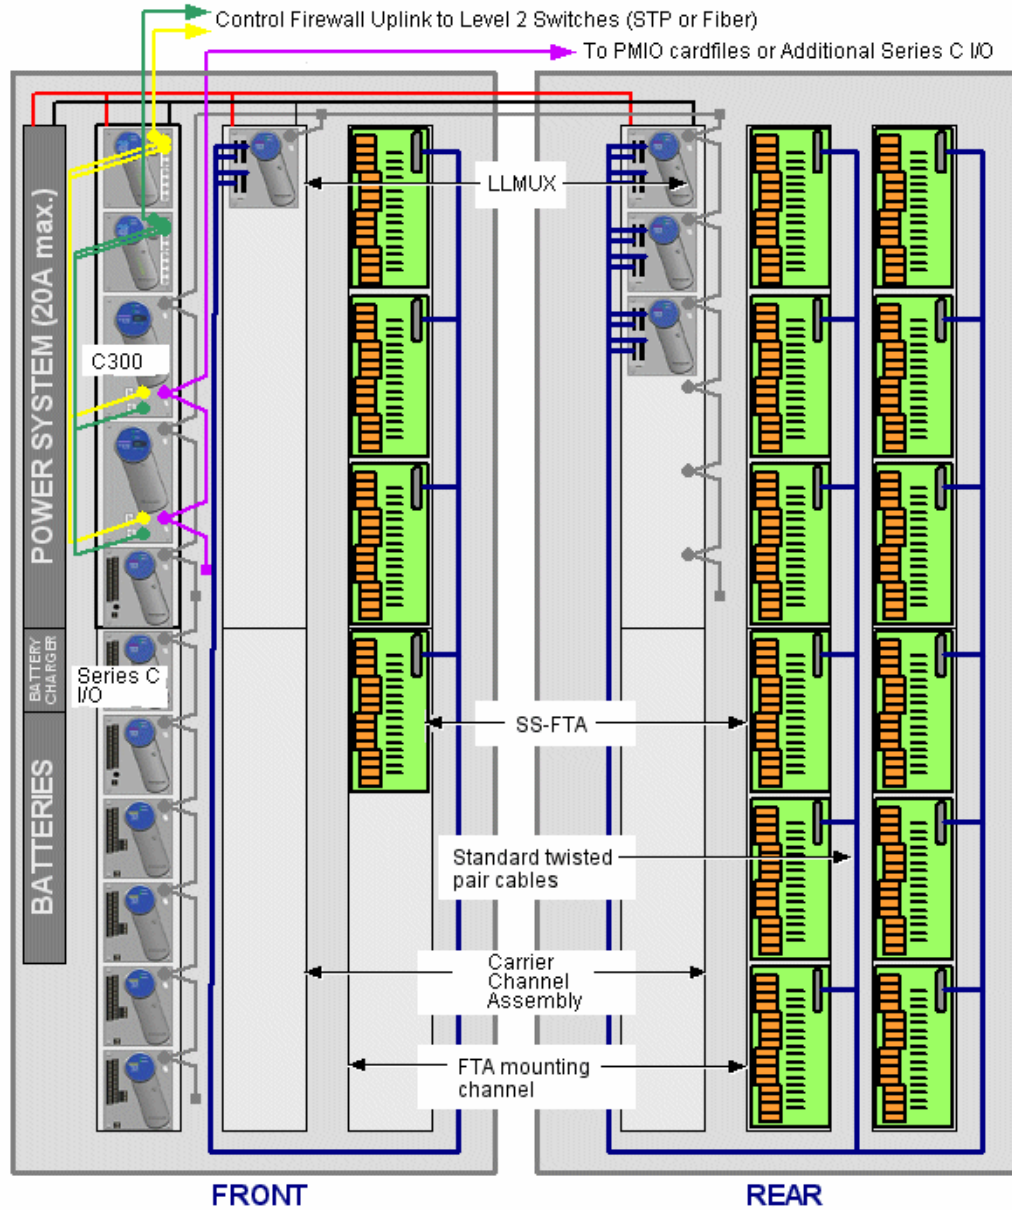 Control Firewall Uplink to Level 2 Switches (STP or Fiber)
To PMIO cardfiles or Additional Series C I/O
POWER SYSTEM (20A max.)
BATTERY
CHARGER
BATTERIES
C300
Series C
I/O
LLMUX
SS-FTA
Standard twisted
pair cables
Carrier
Channel
Assembly
FTA mounting
channel
FRONT
REAR